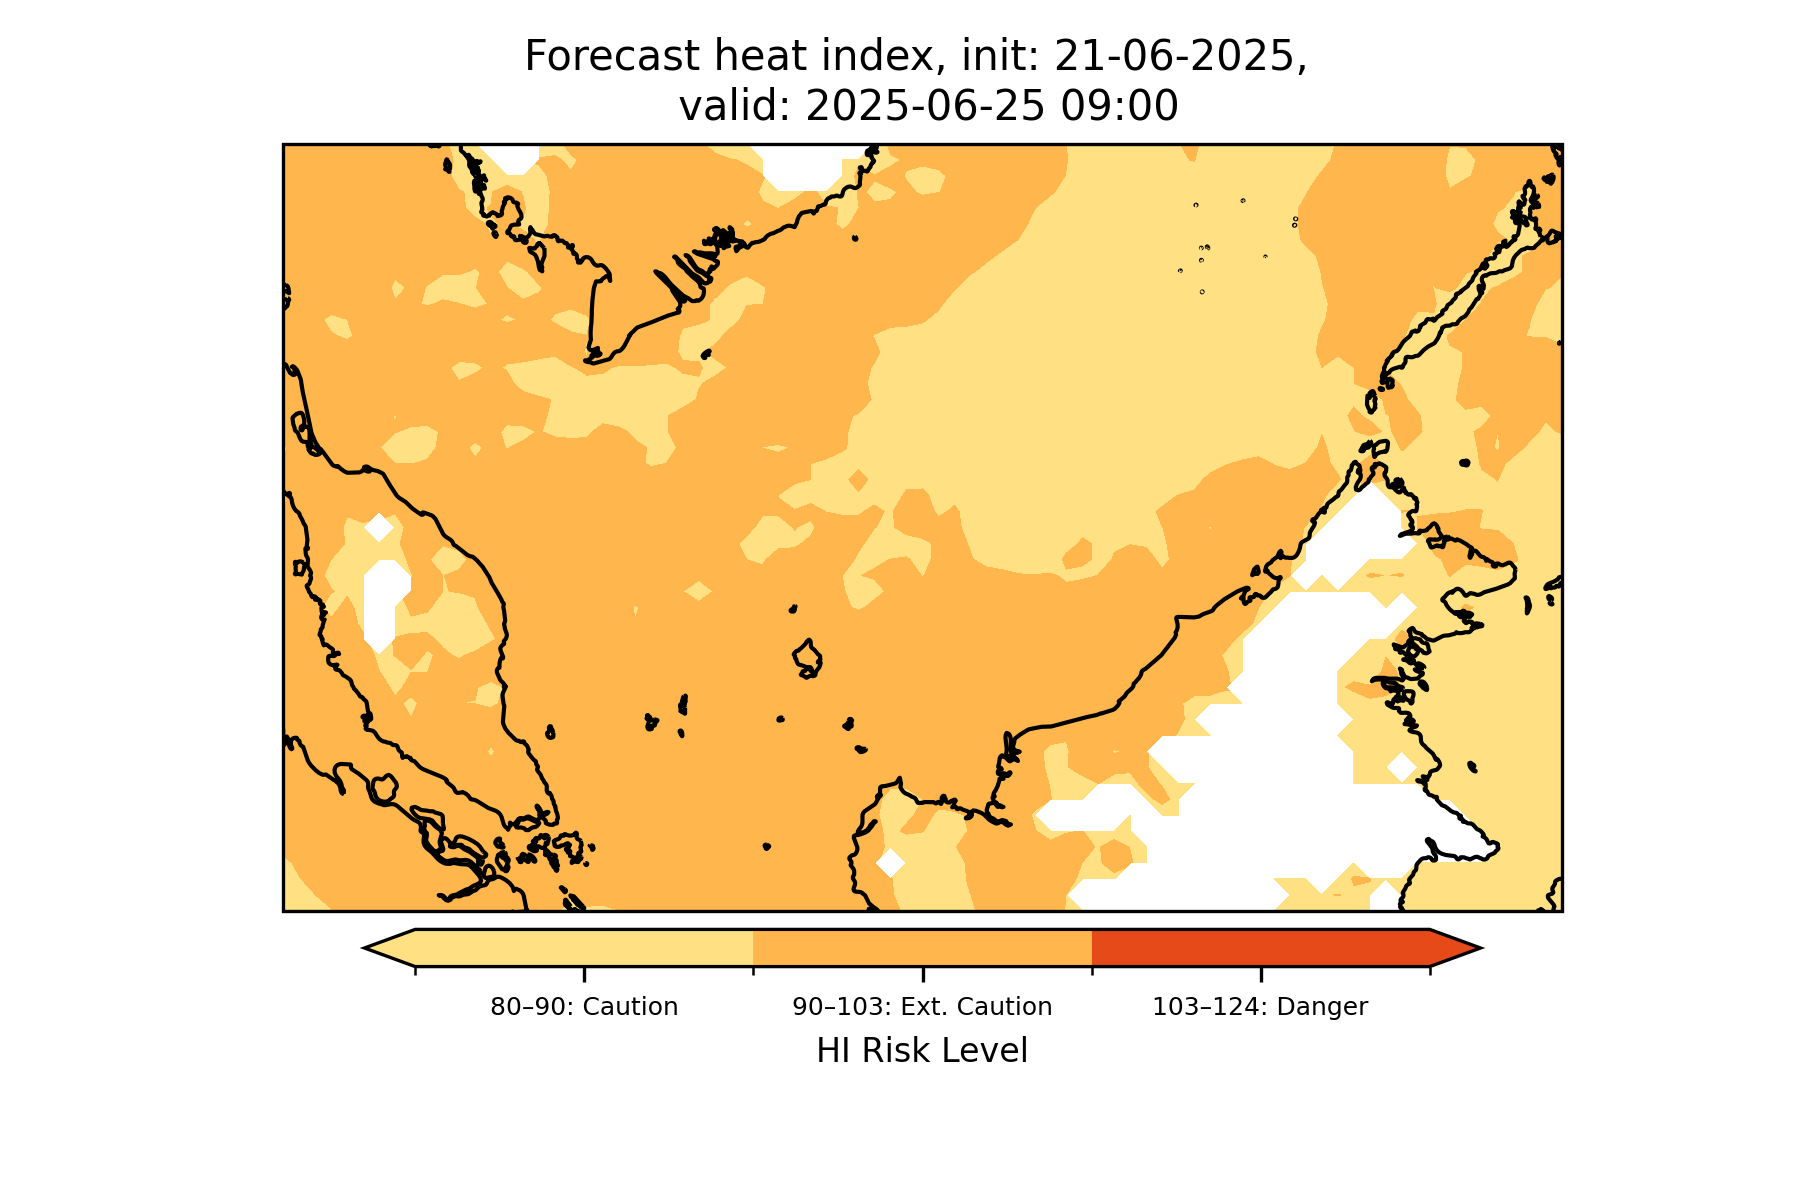 Forecast heat index, init: 21-06-2025,
valid: 2025-06-25 09:00
80–90: Caution
90–103: Ext. Caution
103–124: Danger
HI Risk Level